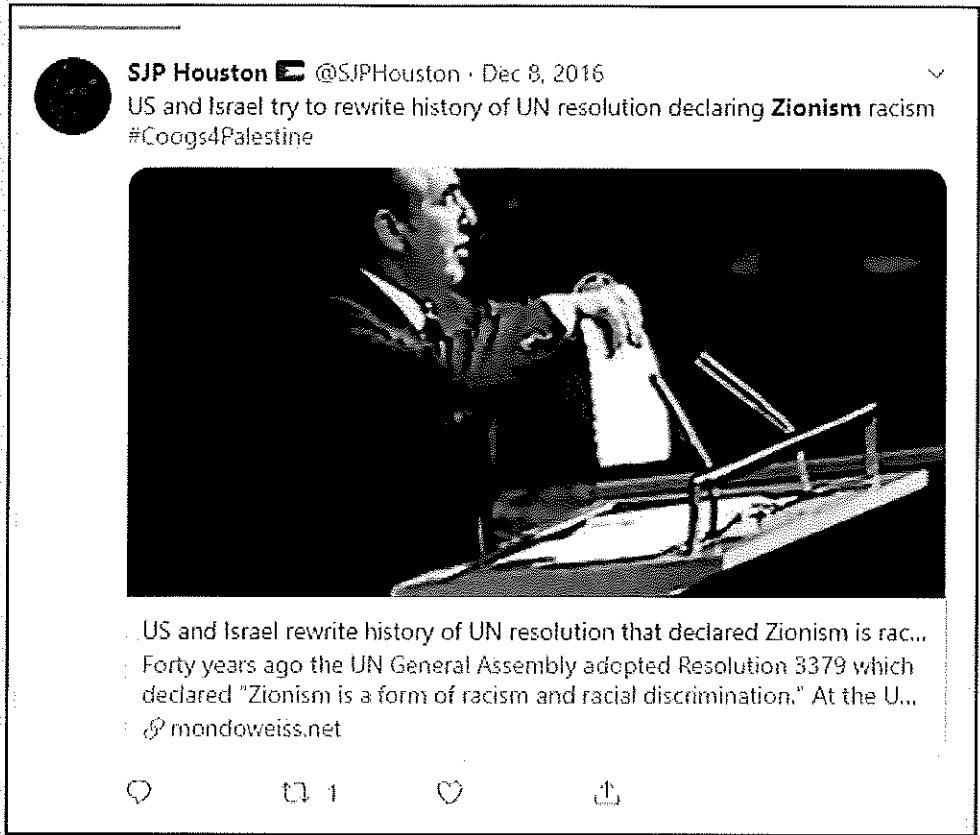 SJP Houston @SJPHouston · Dec 8, 2016
US and Israel try to rewrite history of UN resolution declaring Zionism racism
#Coogs4Palestine
US and Israel rewrite history of UN resolution that declared Zionism is rac...
Forty years ago the UN General Assembly adopted Resolution 3379 which
declared "Zionism is a form of racism and racial discrimination." At the U...
mondoweiss.net
1